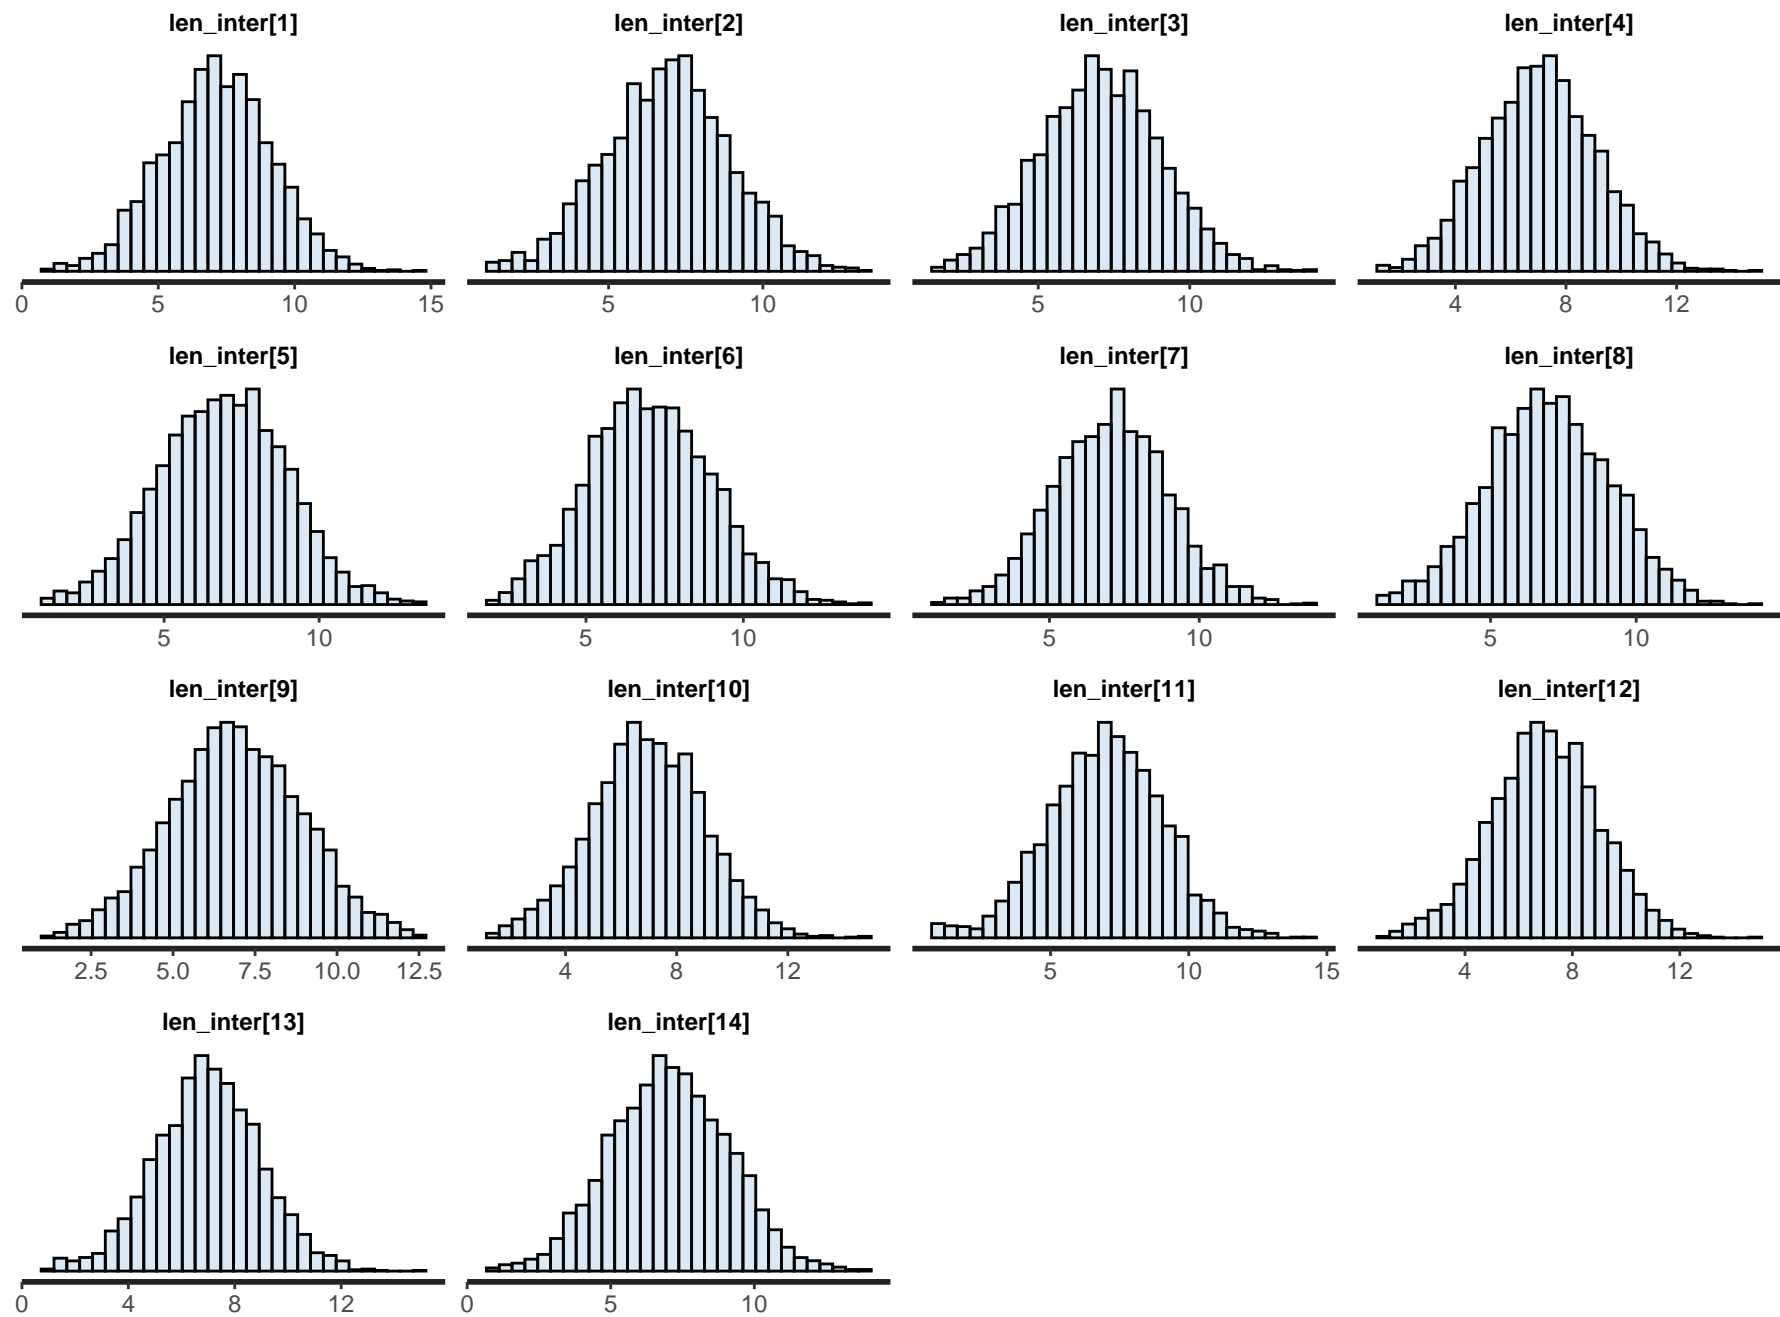 len_inter[1] len_inter[2] len_inter[3] len_inter[4]
0 5 10 15 5 10 5 10 4 8 12
len_inter[5] len_inter[6] len_inter[7] len_inter[8]
5 10 5 10 5 10 5 10
len_inter[9] len_inter[10] len_inter[11] len_inter[12]
2.5 5.0 7.5 10.0 12.5 4 8 12 5 10 15 4 8 12
len_inter[13] len_inter[14]
0 4 8 12 0 5 10